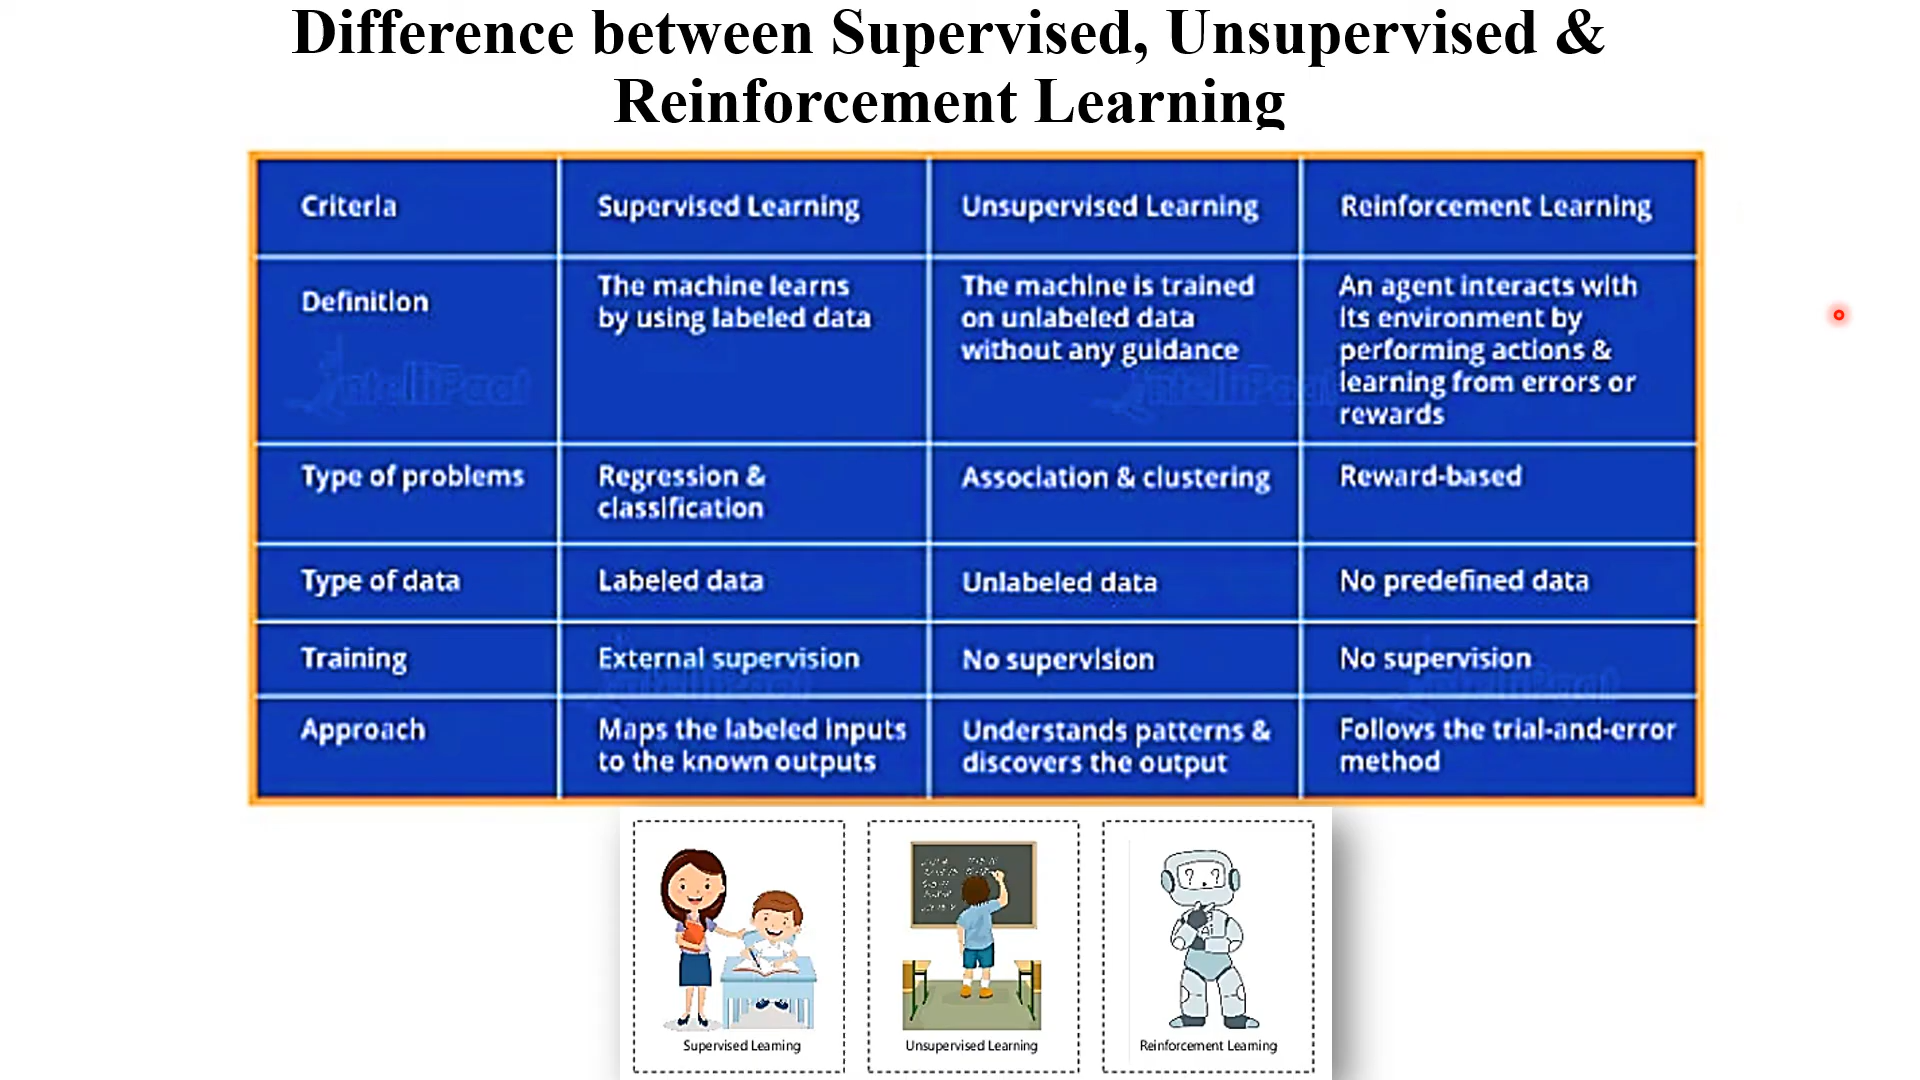 Difference between Supervised, Unsupervised &
Reinforcement Learning
Criteria
Supervised Learning
Unsupervised Learning
Reinforcement Learning
Definition
The machine learns
by using labeled data
The machine is trained
on unlabeled data
without any guidance
An agent interacts with
its environment by
performing actions &
learning from errors or
rewards
Type of problems
Regression &
classification
Association & clustering
Reward-based
Type of data
Labeled data
Unlabeled data
No predefined data
Training
External supervision
No supervision
No supervision
Approach
Maps the labeled inputs
to the known outputs
Understands patterns &
discovers the output
Follows the trial-and-error
method
Supervised Learning
Unsupervised Learning
Reinforcement Learning